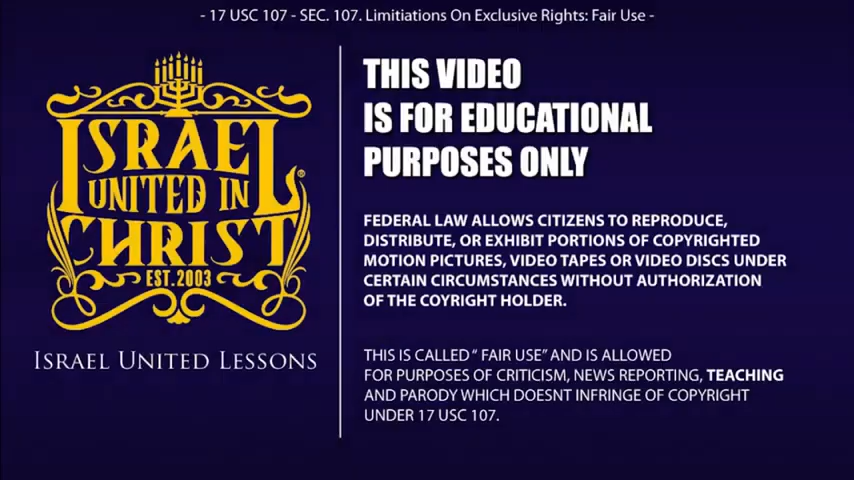 - 17 USC 107 - SEC. 107. Limitiations On Exclusive Rights: Fair Use -
ISRAEL
UNITED IN
CHRIST
EST. 2003
ISRAEL UNITED LESSONS
THIS VIDEO
IS FOR EDUCATIONAL
PURPOSES ONLY
FEDERAL LAW ALLOWS CITIZENS TO REPRODUCE,
DISTRIBUTE, OR EXHIBIT PORTIONS OF COPYRIGHTED
MOTION PICTURES, VIDEO TAPES OR VIDEO DISCS UNDER
CERTAIN CIRCUMSTANCES WITHOUT AUTHORIZATION
OF THE COYRIGHT HOLDER.
THIS IS CALLED “ FAIR USE” AND IS ALLOWED
FOR PURPOSES OF CRITICISM, NEWS REPORTING, TEACHING
AND PARODY WHICH DOESNT INFRINGE OF COPYRIGHT
UNDER 17 USC 107.